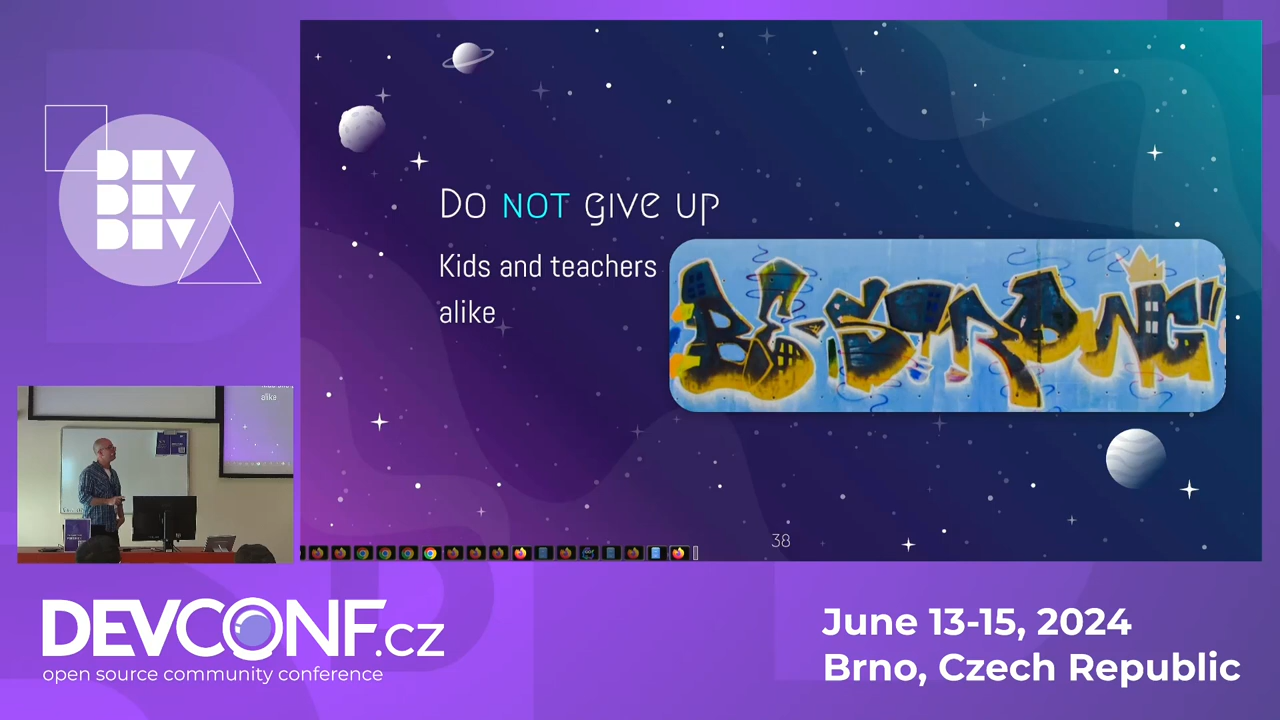 DEV
DEV
DEV
Do NOT give up
Kids and teachers
alike
BE STRONG
38
alike
DEVCONF.cz
open source community conference
June 13-15, 2024
Brno, Czech Republic